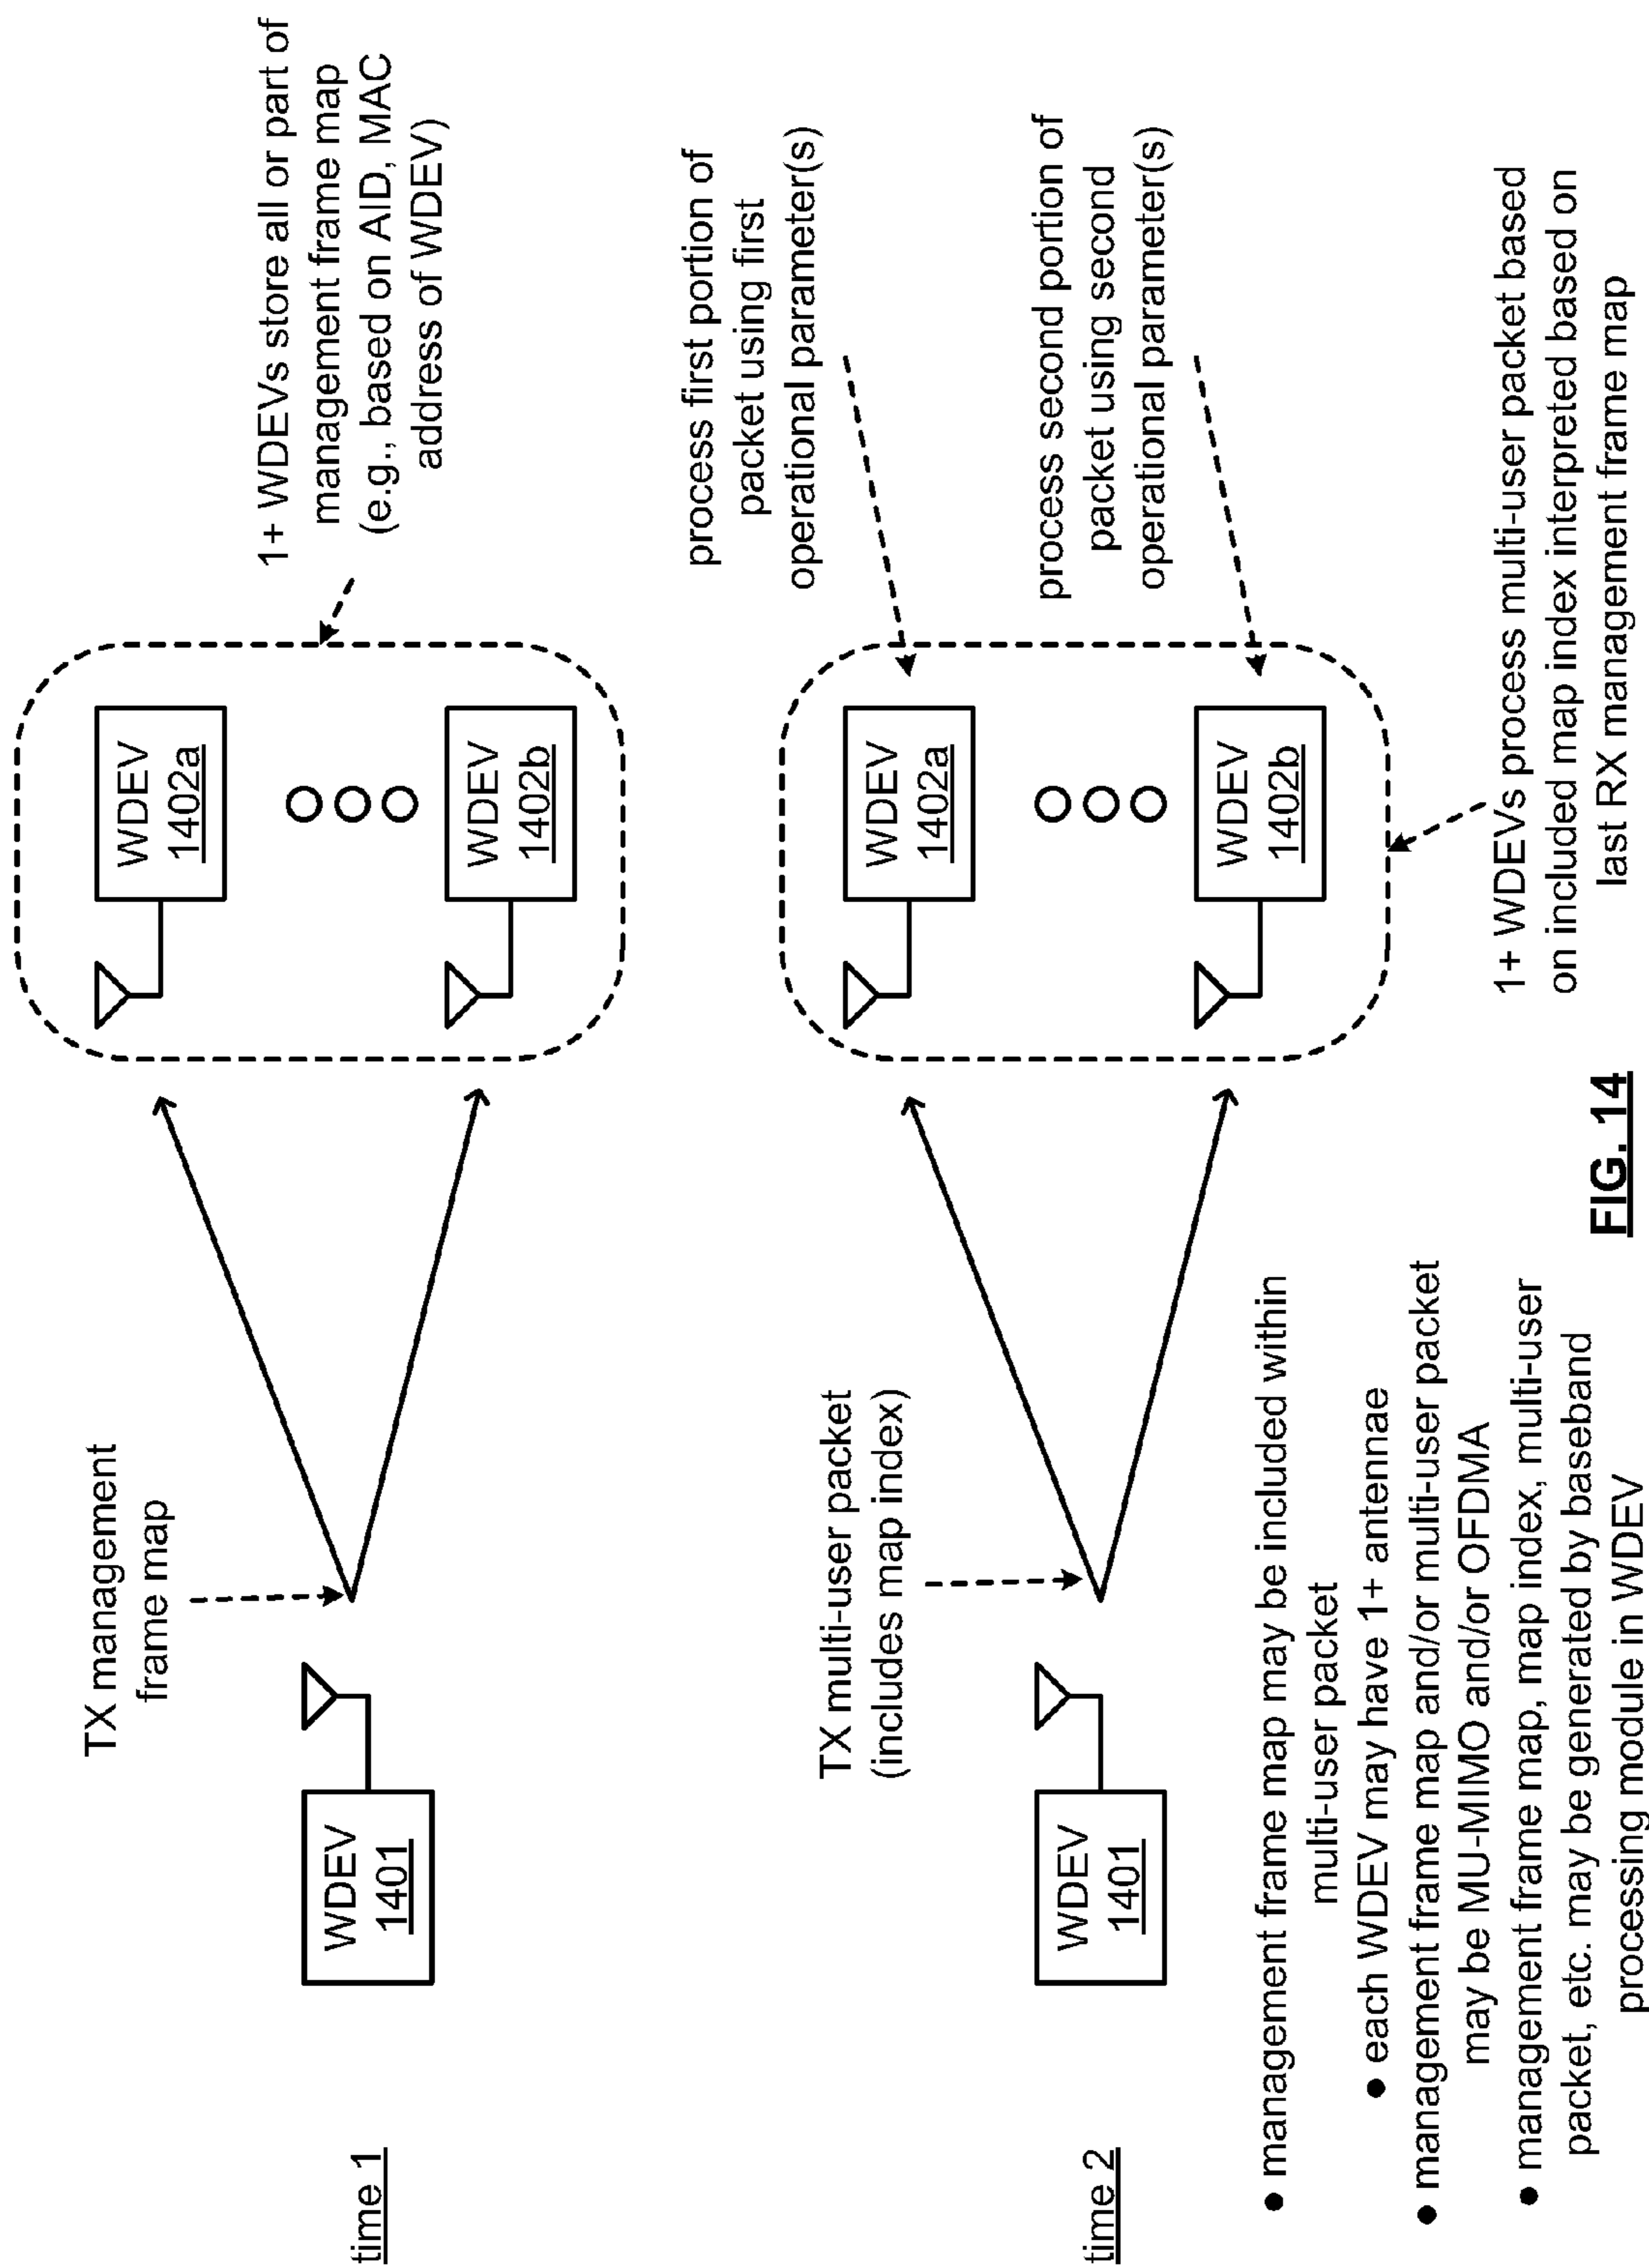 time 1
TX management
frame map
WDEV
1401
WDEV
1402a
WDEV
1402b
1+ WDEVs store all or part of
management frame map
(e.g., based on AID, MAC
address of WDEV)
time 2
TX multi-user packet
(includes map index)
WDEV
1401
WDEV
1402a
WDEV
1402b
process first portion of
packet using first
operational parameter(s)
process second portion of
packet using second
operational parameter(s)
1+ WDEVs process multi-user packet based
on included map index interpreted based on
last RX management frame map
• management frame map may be included within
multi-user packet
• each WDEV may have 1+ antennae
• management frame map and/or multi-user packet
may be MU-MIMO and/or OFDMA
• management frame map, map index, multi-user
packet, etc. may be generated by baseband
processing module in WDEV
FIG. 14